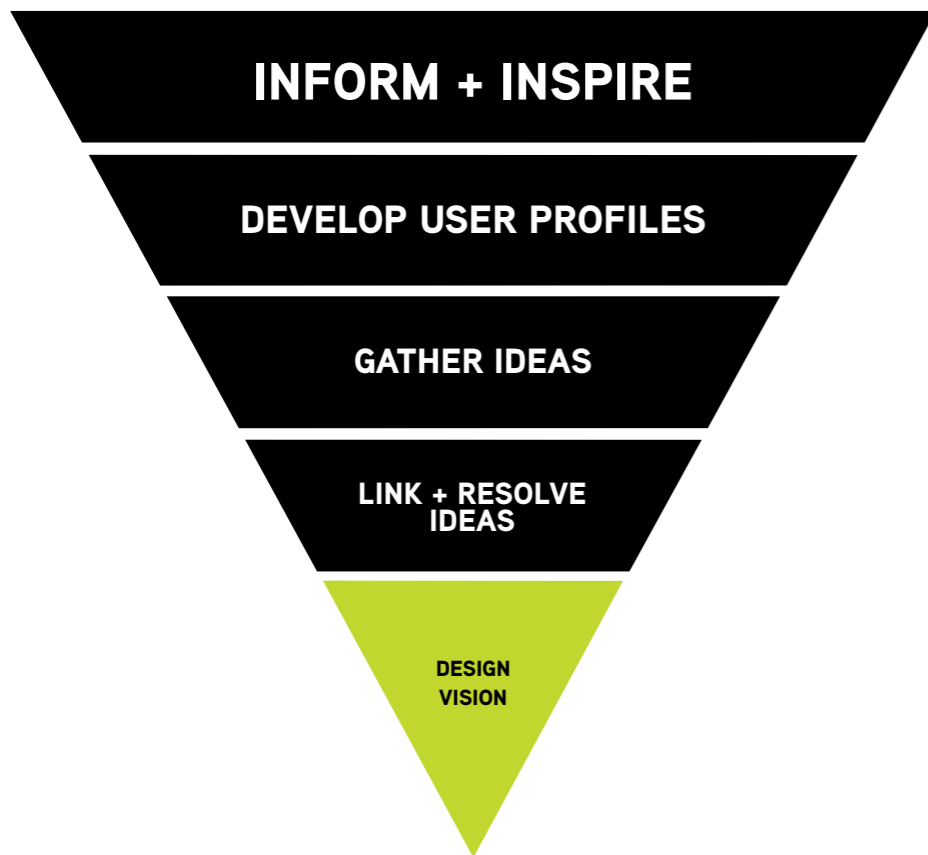 INFORM + INSPIRE
DEVELOP USER PROFILES
GATHER IDEAS
LINK + RESOLVE
IDEAS
DESIGN
VISION